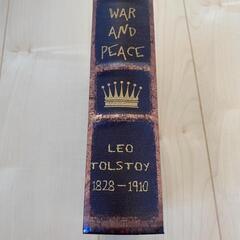 WAR
AND
PEACE
LEO
TOLSTOY
1828-1910